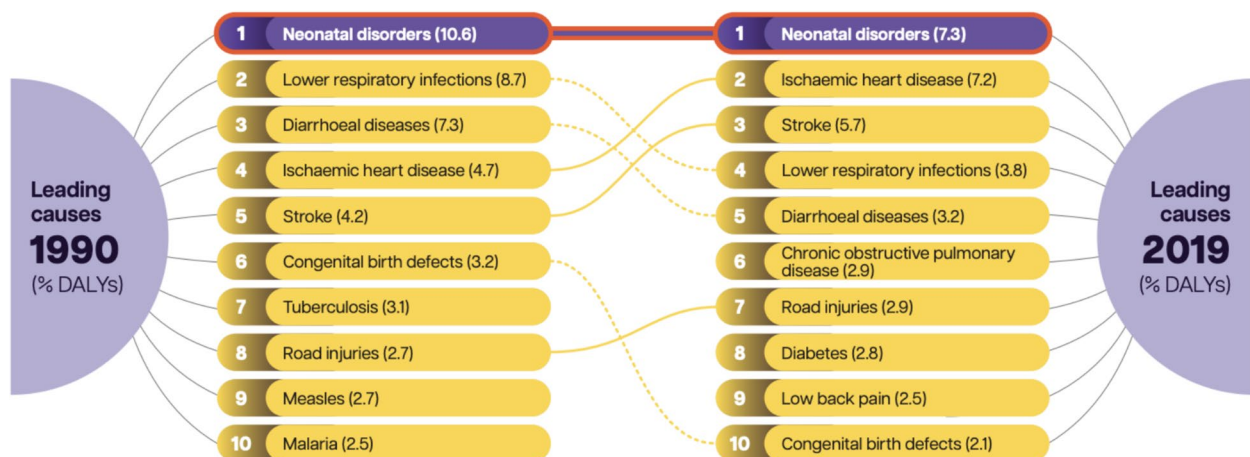 Leading
causes
1990
(% DALYs)
1 Neonatal disorders (10.6)
2 Lower respiratory infections (8.7)
3 Diarrhoeal diseases (7.3)
4 Ischaemic heart disease (4.7)
5 Stroke (4.2)
6 Congenital birth defects (3.2)
7 Tuberculosis (3.1)
8 Road injuries (2.7)
9 Measles (2.7)
10 Malaria (2.5)
1 Neonatal disorders (7.3)
2 Ischaemic heart disease (7.2)
3 Stroke (5.7)
4 Lower respiratory infections (3.8)
5 Diarrhoeal diseases (3.2)
6 Chronic obstructive pulmonary
disease (2.9)
7 Road injuries (2.9)
8 Diabetes (2.8)
9 Low back pain (2.5)
10 Congenital birth defects (2.1)
Leading
causes
2019
(% DALYs)